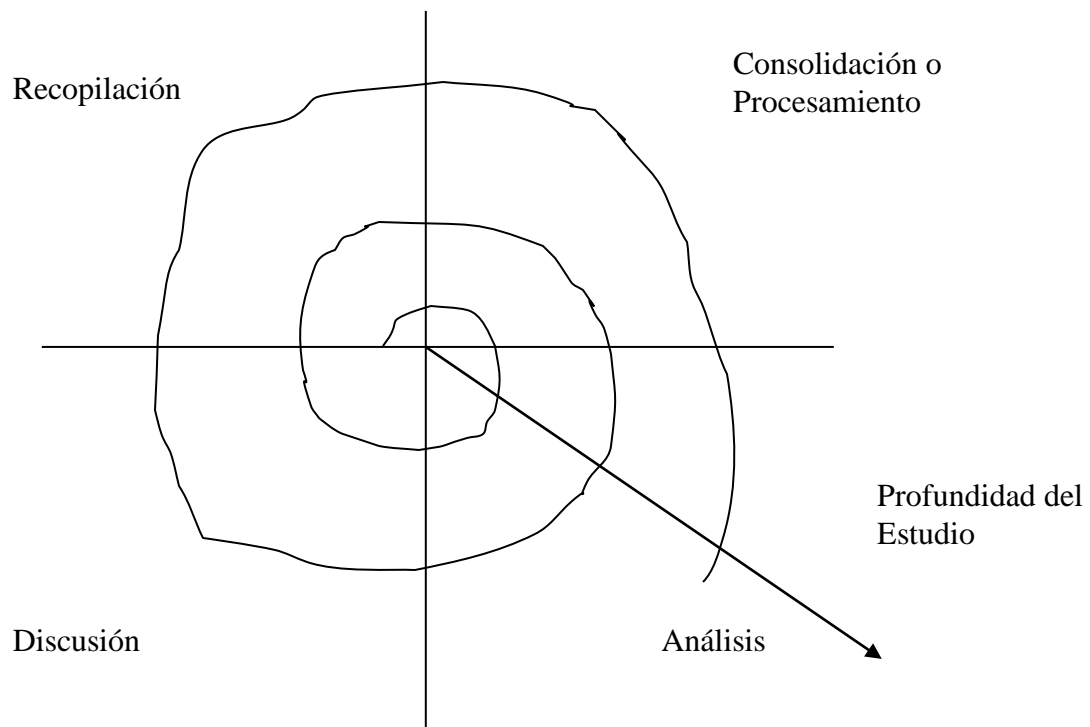 Recopilación
Consolidación o
Procesamiento
Profundidad del
Estudio
Discusión
Análisis